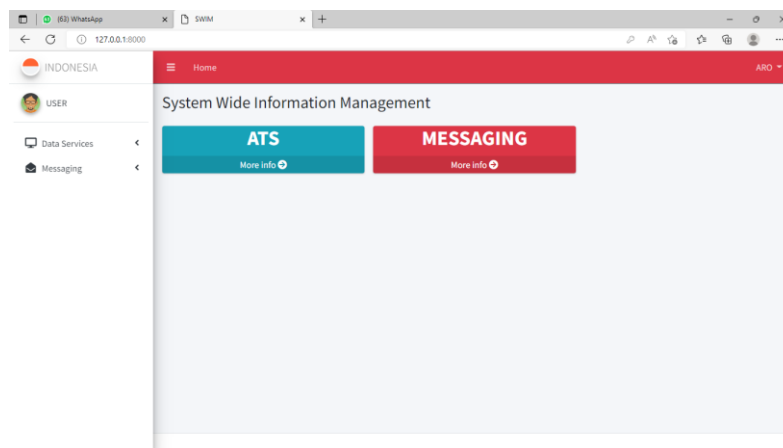 (63) WhatsApp
SWIM
127.0.0.1:8000
INDONESIA
Home
ARO
USER
System Wide Information Management
Data Services
Messaging
ATS
More info
MESSAGING
More info